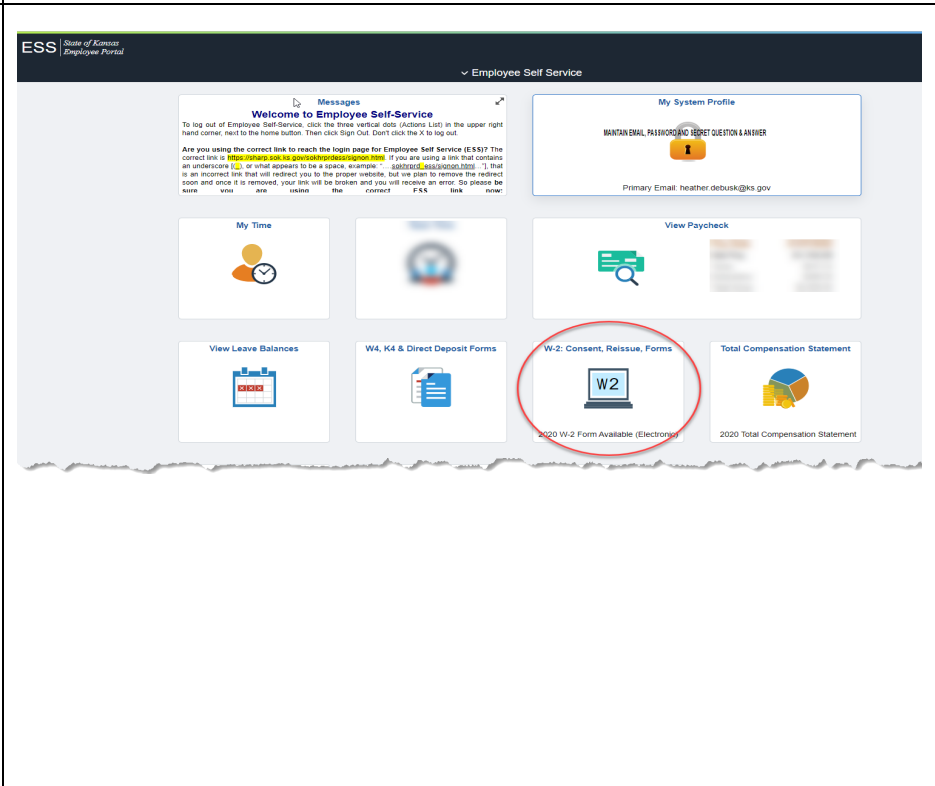 ESS State of Kansas
Employee Portal
Employee Self Service
Messages
Welcome to Employee Self-Service
To log out of Employee Self-Service, click the three vertical dots (Actions List) in the upper right
hand corner, next to the home button. Then click Sign Out. Don't click the X to log out.
Are you using the correct link to reach the login page for Employee Self Service (ESS)? The
correct link is https://sharp.sok.ks.gov/sokhrprdess/signon.html. If you are using a link that contains
an underscore [(_), or what appears to be a space, example: "....sokhrprd_ess/signon.html..."], that
is an incorrect link that will redirect you to the proper website, but we plan to remove the redirect
soon and once it is removed, your link will be broken and you will receive an error. So please be
sure you are using the correct ESS link now:
My System Profile
MAINTAIN EMAIL, PASSWORD AND SECRET QUESTION & ANSWER
Primary Email: heather.debusk@ks.gov
My Time
View Paycheck
View Leave Balances
W4, K4 & Direct Deposit Forms
W-2: Consent, Reissue, Forms
W2
2020 W-2 Form Available (Electronic)
Total Compensation Statement
2020 Total Compensation Statement